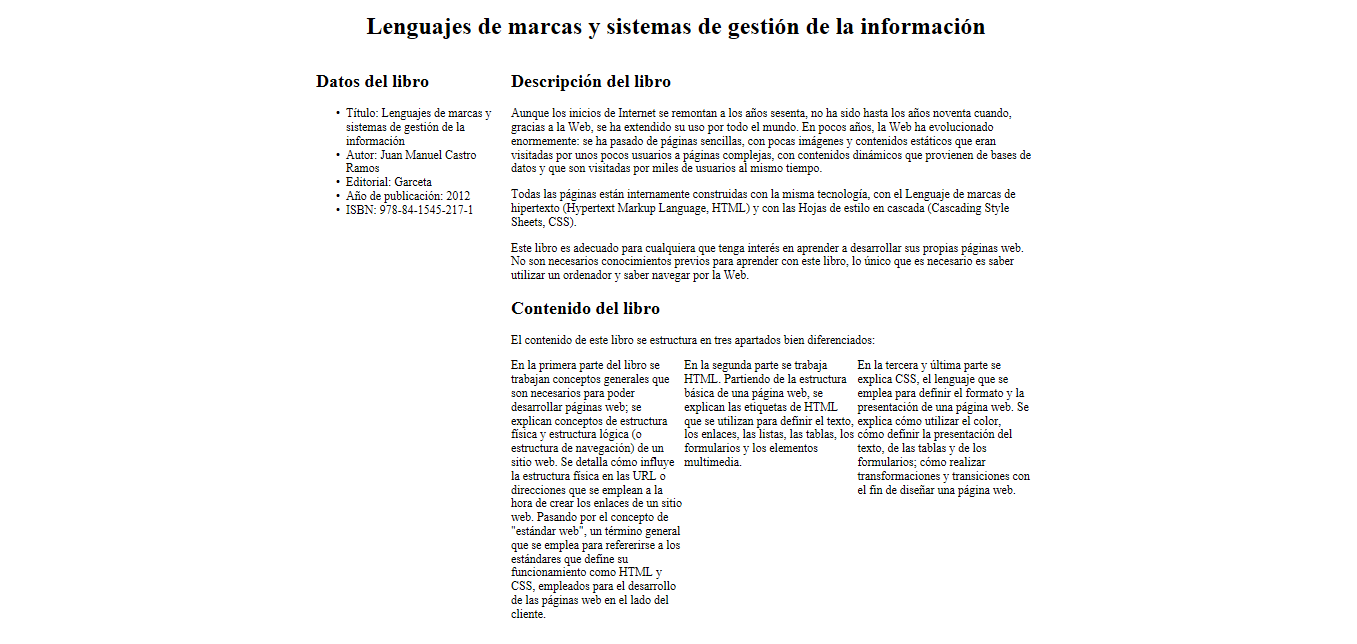 Lenguajes de marcas y sistemas de gestión de la información
Datos del libro
• Título: Lenguajes de marcas y
sistemas de gestión de la
información
• Autor: Juan Manuel Castro
Ramos
• Editorial: Garceta
• Año de publicación: 2012
• ISBN: 978-84-1545-217-1
Descripción del libro
Aunque los inicios de Internet se remontan a los años sesenta, no ha sido hasta los años noventa cuando,
gracias a la Web, se ha extendido su uso por todo el mundo. En pocos años, la Web ha evolucionado
enormemente: se ha pasado de páginas sencillas, con pocas imágenes y contenidos estáticos que eran
visitadas por unos pocos usuarios a páginas complejas, con contenidos dinámicos que provienen de bases de
datos y que son visitadas por miles de usuarios al mismo tiempo.
Todas las páginas están internamente construidas con la misma tecnología, con el Lenguaje de marcas de
hipertexto (Hypertext Markup Language, HTML) y con las Hojas de estilo en cascada (Cascading Style
Sheets, CSS).
Este libro es adecuado para cualquiera que tenga interés en aprender a desarrollar sus propias páginas web.
No son necesarios conocimientos previos para aprender con este libro, lo único que es necesario es saber
utilizar un ordenador y saber navegar por la Web.
Contenido del libro
El contenido de este libro se estructura en tres apartados bien diferenciados:
En la primera parte del libro se
trabajan conceptos generales que
son necesarios para poder
desarrollar páginas web; se
explican conceptos de estructura
física y estructura lógica (o
estructura de navegación) de un
sitio web. Se detalla cómo influye
la estructura física en las URL o
direcciones que se emplean a la
hora de crear los enlaces de un sitio
web. Pasando por el concepto de
"estándar web", un término general
que se emplea para refererirse a los
estándares que define su
funcionamiento como HTML y
CSS, empleados para el desarrollo
de las páginas web en el lado del
cliente.
En la segunda parte se trabaja
HTML. Partiendo de la estructura
básica de una página web, se
explican las etiquetas de HTML
que se utilizan para definir el texto,
los enlaces, las listas, las tablas, los
formularios y los elementos
multimedia.
En la tercera y última parte se
explica CSS, el lenguaje que se
emplea para definir el formato y la
presentación de una página web. Se
explica cómo utilizar el color,
cómo definir la presentación del
texto, de las tablas y de los
formularios; cómo realizar
transformaciones y transiciones con
el fin de diseñar una página web.